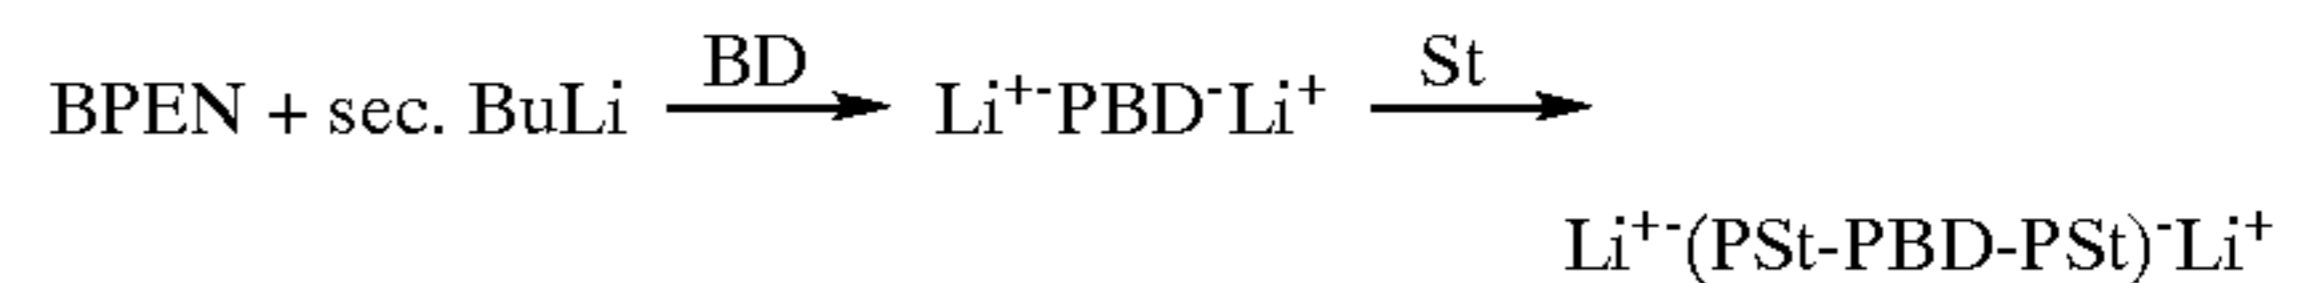 BD St
BPEN + sec. BuLi ⟶ Li⁺⁻PBD⁻Li⁺ ⟶
Li⁺⁻(PSt-PBD-PSt)⁻Li⁺